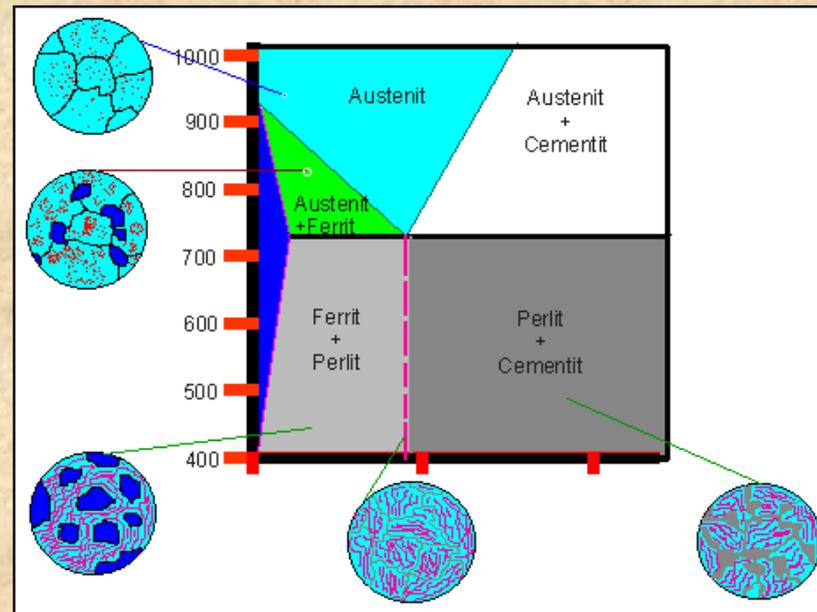 1000
Austenit
Austenit
+
Cementit
900
800
Austenit
+Ferrit
700
Ferrit
+
Perlit
Perlit
+
Cementit
600
500
400